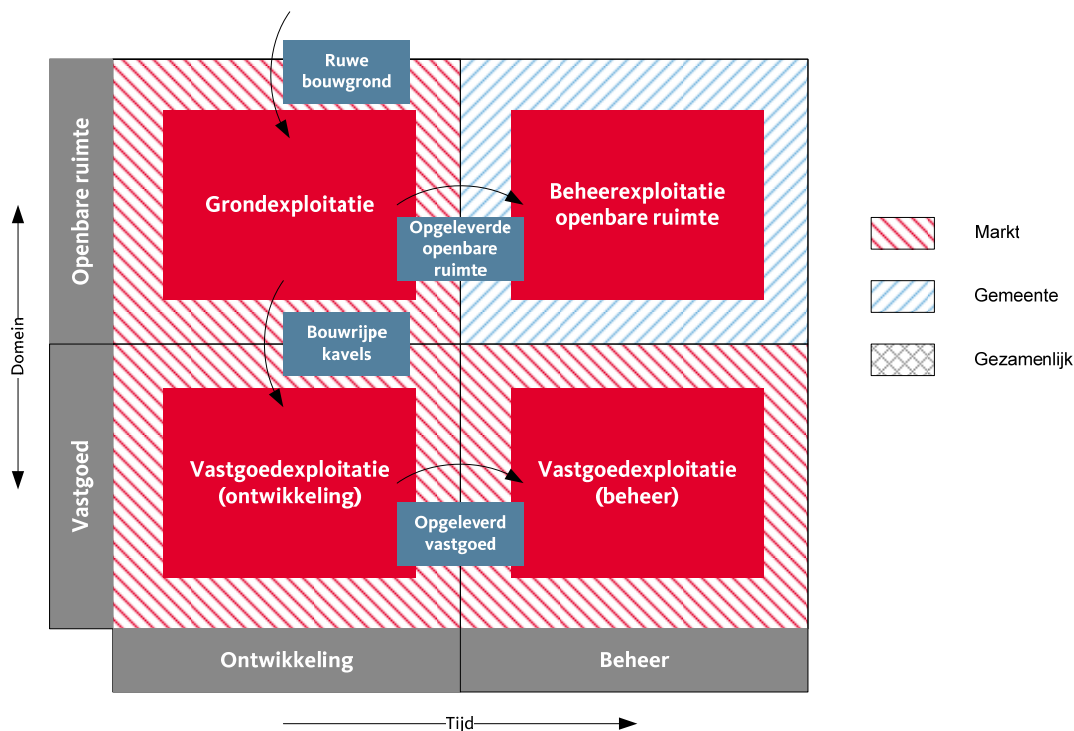 Ruwe
bouwgrond
Openbare ruimte
Grondexploitatie
Beheerexploitatie
openbare ruimte
Opgeleverde
openbare
ruimte
Markt
Gemeente
Gezamenlijk
Domein
Bouwrijpe
kavels
Vastgoed
Vastgoedexploitatie
(ontwikkeling)
Vastgoedexploitatie
(beheer)
Opgeleverd
vastgoed
Ontwikkeling
Beheer
Tijd